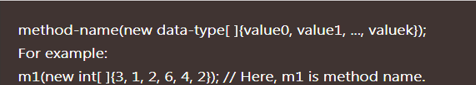 method-name(new data-type[ ]{value0, value1, ..., valuek});
For example:
m1(new int[ ]{3, 1, 2, 6, 4, 2}); // Here, m1 is method name.